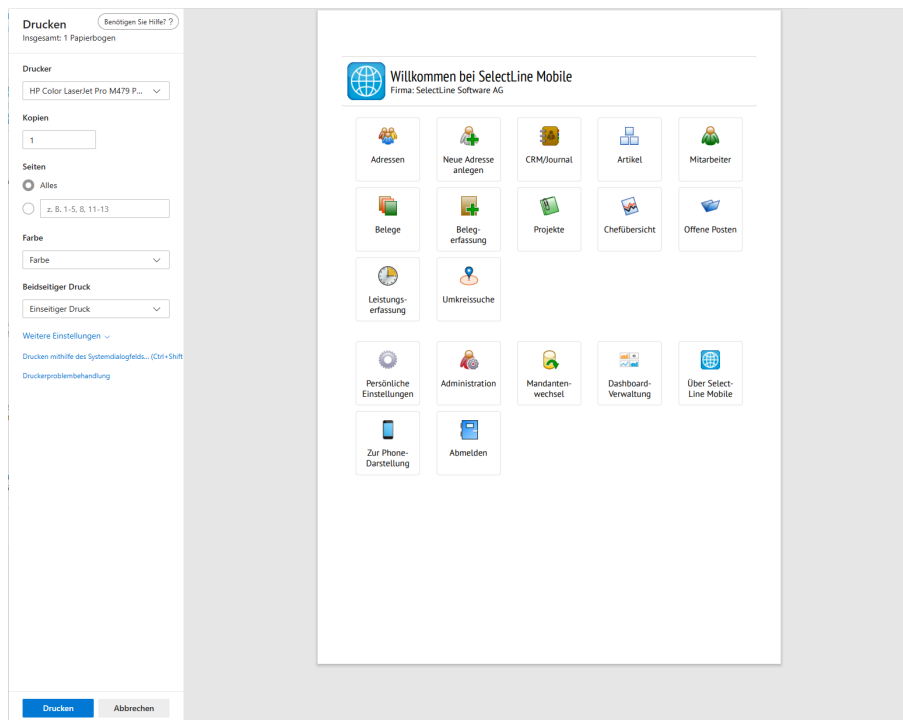 Drucken
Benötigen Sie Hilfe? ?
Insgesamt: 1 Papierbogen
Drucker
HP Color LaserJet Pro M479 P...
Kopien
1
Seiten
Alles
z. B. 1-5, 8, 11-13
Farbe
Farbe
Beidseitiger Druck
Einseitiger Druck
Weitere Einstellungen
Drucken mithilfe des Systemdialogfelds... (Ctrl+Shift
Druckerproblembehandlung
Drucken
Abbrechen
Willkommen bei SelectLine Mobile
Firma: SelectLine Software AG
Adressen
Neue Adresse
anlegen
CRM/Journal
Artikel
Mitarbeiter
Belege
Beleg-
erfassung
Projekte
Chefübersicht
Offene Posten
Leistungs-
erfassung
Umkreissuche
Persönliche
Einstellungen
Administration
Mandanten-
wechsel
Dashboard-
Verwaltung
Über Select-
Line Mobile
Zur Phone-
Darstellung
Abmelden